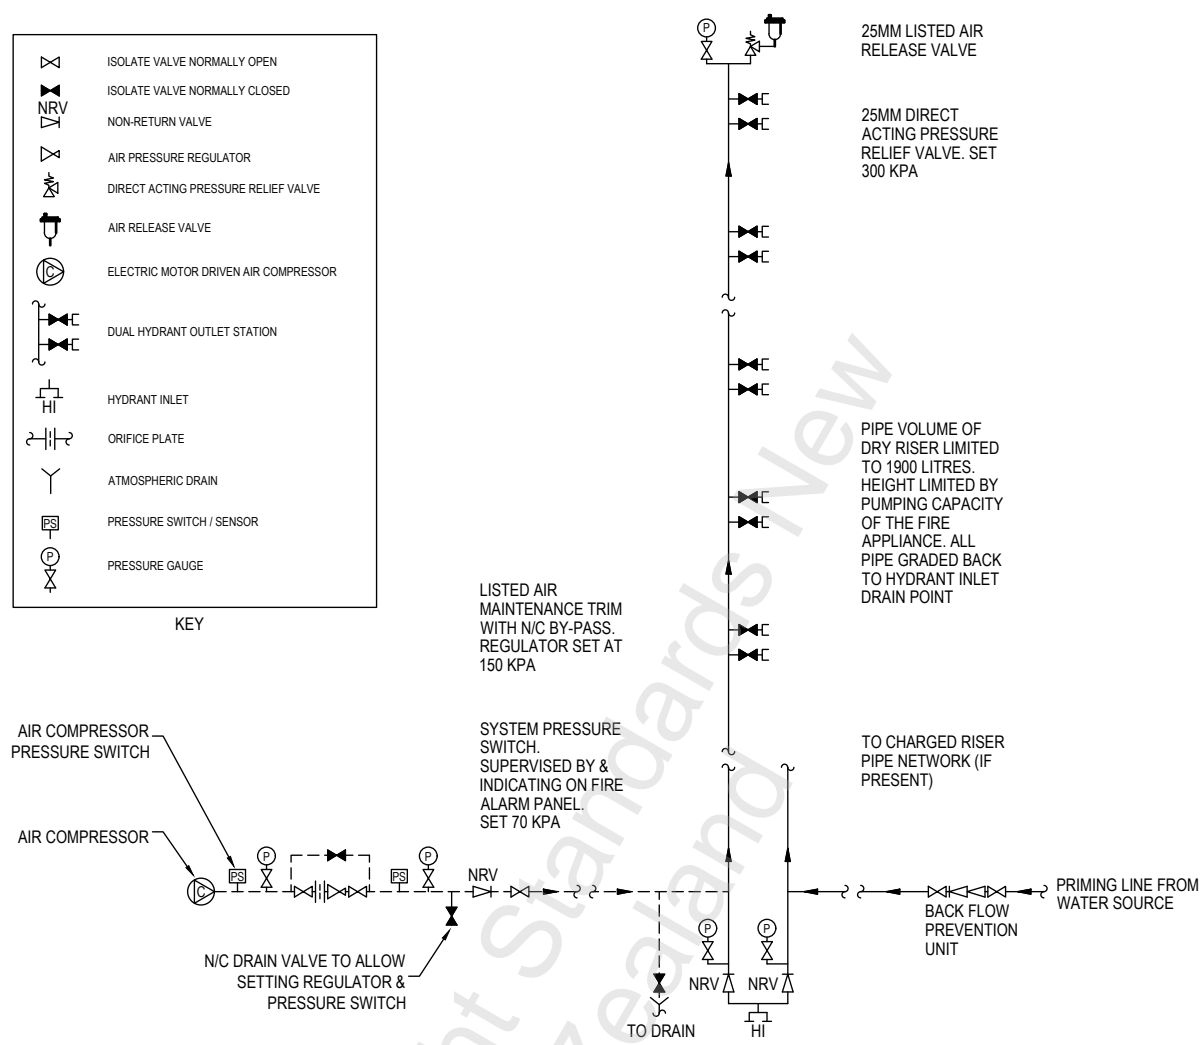 ISOLATE VALVE NORMALLY OPEN
ISOLATE VALVE NORMALLY CLOSED
NRV
NON-RETURN VALVE
AIR PRESSURE REGULATOR
DIRECT ACTING PRESSURE RELIEF VALVE
AIR RELEASE VALVE
C
ELECTRIC MOTOR DRIVEN AIR COMPRESSOR
DUAL HYDRANT OUTLET STATION
HYDRANT INLET
HI
ORIFICE PLATE
ATMOSPHERIC DRAIN
PS
PRESSURE SWITCH / SENSOR
P
PRESSURE GAUGE
KEY
P
25MM LISTED AIR
RELEASE VALVE
25MM DIRECT
ACTING PRESSURE
RELIEF VALVE. SET
300 KPA
PIPE VOLUME OF
DRY RISER LIMITED
TO 1900 LITRES.
HEIGHT LIMITED BY
PUMPING CAPACITY
OF THE FIRE
APPLIANCE. ALL
PIPE GRADED BACK
TO HYDRANT INLET
DRAIN POINT
LISTED AIR
MAINTENANCE TRIM
WITH N/C BY-PASS.
REGULATOR SET AT
150 KPA
SYSTEM PRESSURE
SWITCH.
SUPERVISED BY &
INDICATING ON FIRE
ALARM PANEL.
SET 70 KPA
TO CHARGED RISER
PIPE NETWORK (IF
PRESENT)
AIR COMPRESSOR
PRESSURE SWITCH
AIR COMPRESSOR
C
PS
P
PS
P
NRV
N/C DRAIN VALVE TO ALLOW
SETTING REGULATOR &
PRESSURE SWITCH
PRIMING LINE FROM
WATER SOURCE
BACK FLOW
PREVENTION
UNIT
P
P
NRV
NRV
TO DRAIN
HI
ht Standards New
Zealand